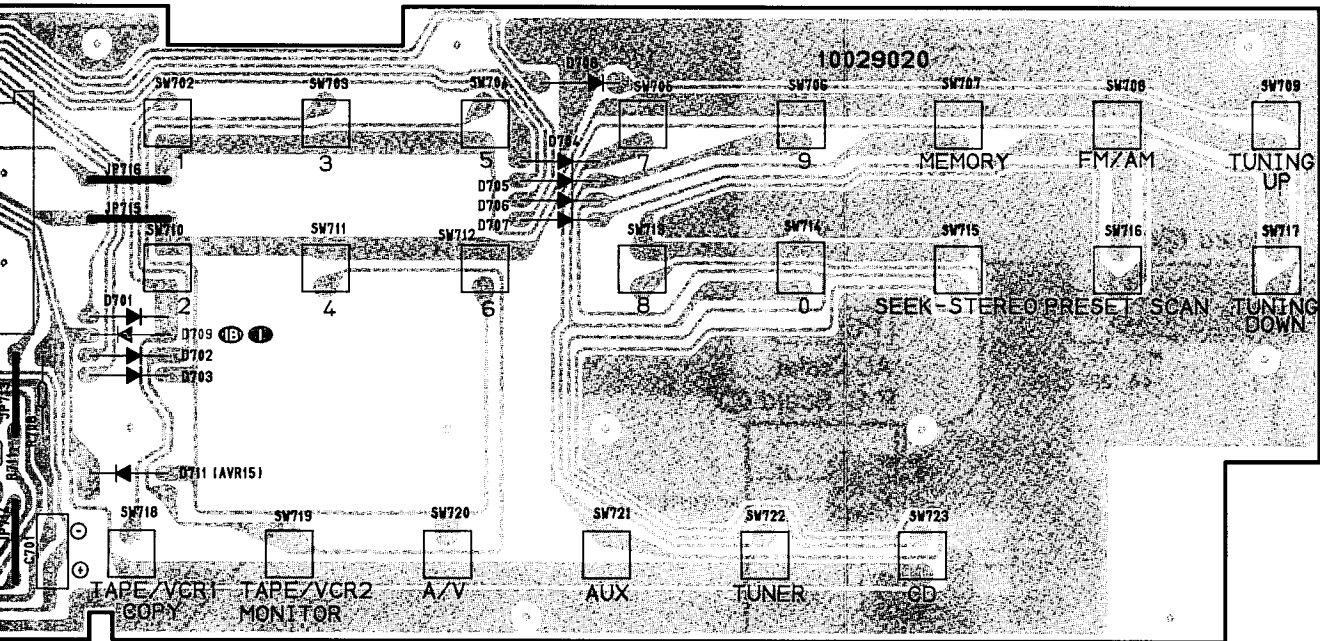 10029020
D708
SW702 SW703 SW704 SW705 SW706 SW707 SW708 SW709
1 3 5 7 9 MEMORY FM/AM TUNING UP
D704
JP716
D705
D706
JP715
D707
SW710 SW711 SW712 SW713 SW714 SW715 SW716 SW717
2 4 6 8 0 SEEK-STEREO PRESET SCAN TUNING DOWN
D701
D709 B I
D702
D703
D711 (AVR15)
C701
SW718 SW719 SW720 SW721 SW722 SW723
TAPE/VCR1 COPY TAPE/VCR2 MONITOR A/V AUX TUNER CD